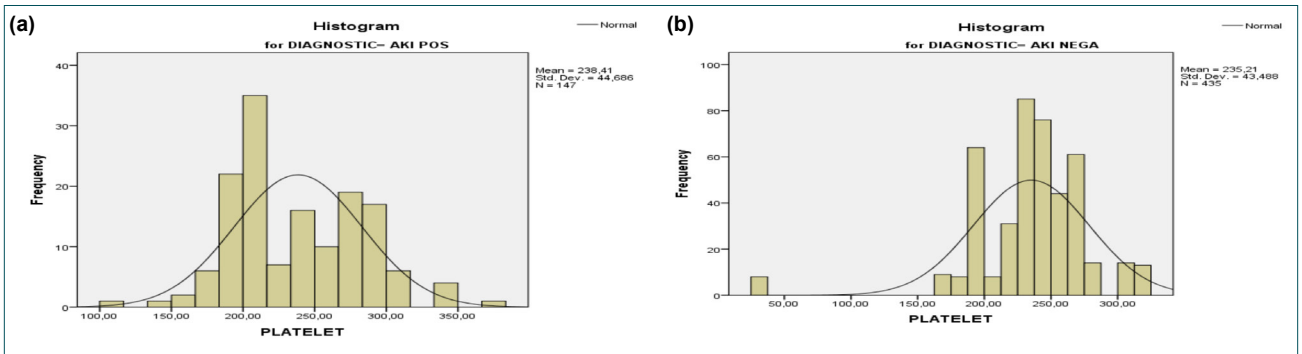 (a)
Histogram
for DIAGNOSTIC– AKI POS
Normal
Mean = 238,41
Std. Dev. = 44,686
N = 147
Frequency
40
30
20
10
0
100,00 150,00 200,00 250,00 300,00 350,00
PLATELET
(b)
Histogram
for DIAGNOSTIC– AKI NEGA
Normal
Mean = 235,21
Std. Dev. = 43,488
N = 435
Frequency
100
80
60
40
20
0
50,00 100,00 150,00 200,00 250,00 300,00
PLATELET